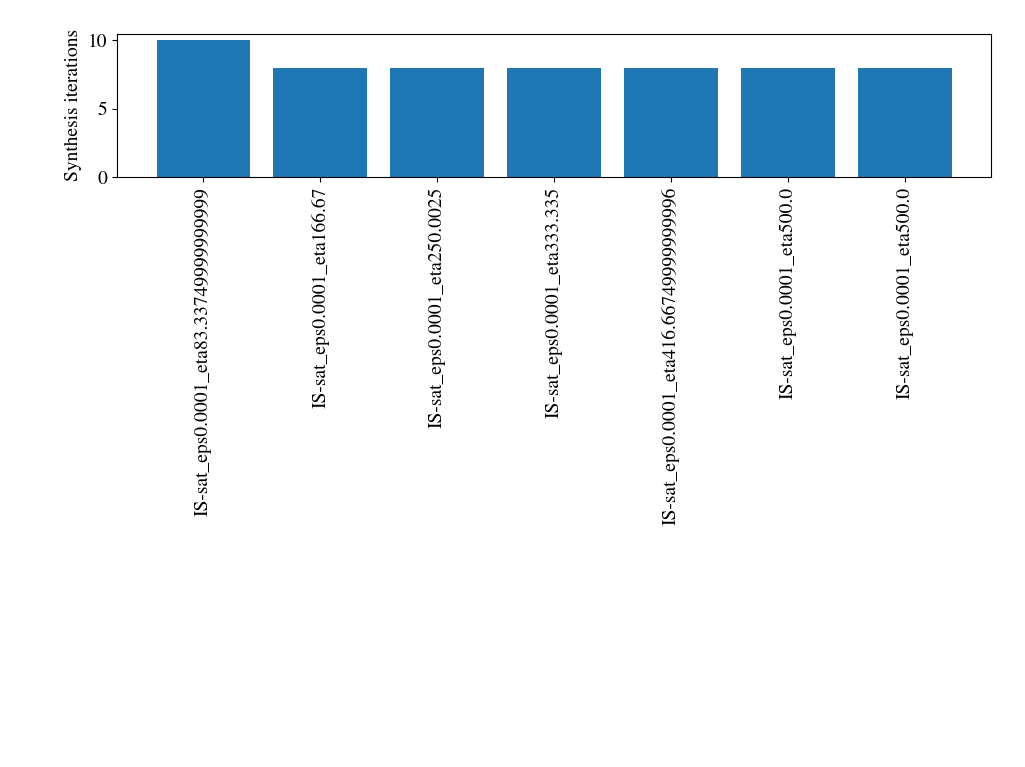 Synthesis iterations
10
5
0
IS-sat_eps0.0001_eta83.33749999999999
IS-sat_eps0.0001_eta166.67
IS-sat_eps0.0001_eta250.0025
IS-sat_eps0.0001_eta333.335
IS-sat_eps0.0001_eta416.66749999999996
IS-sat_eps0.0001_eta500.0
IS-sat_eps0.0001_eta500.0